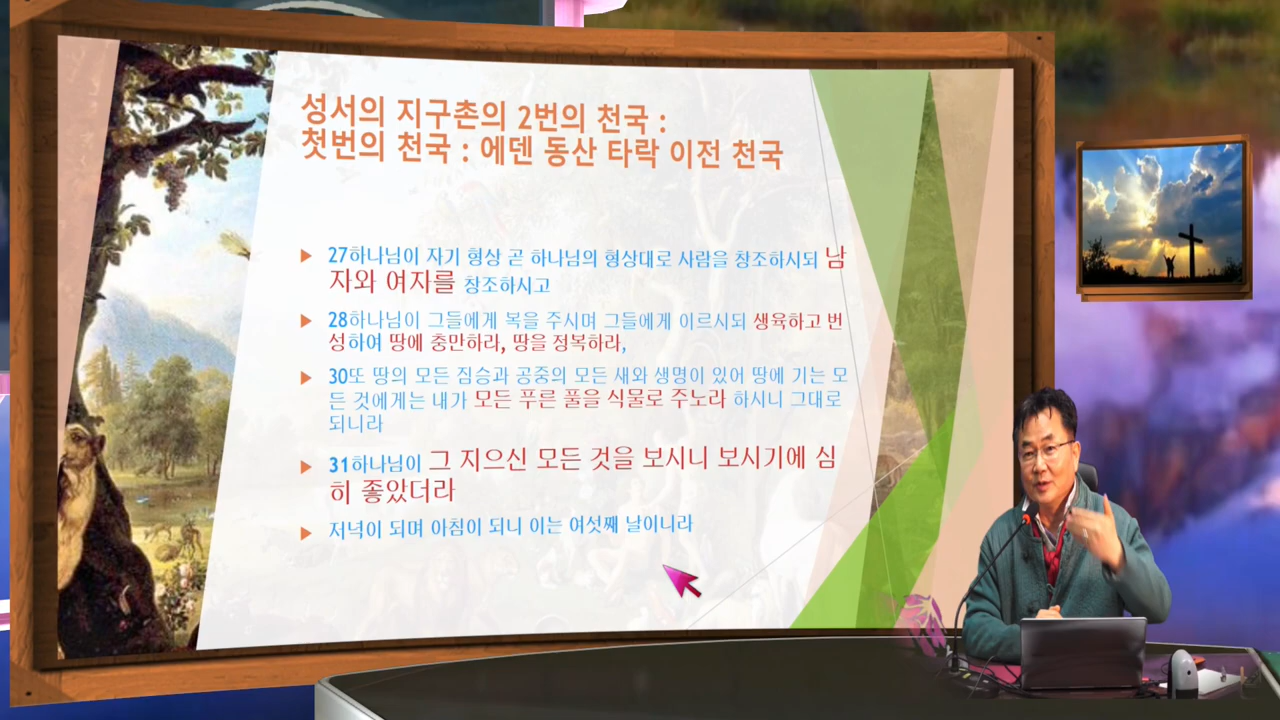 성서의 지구촌의 2번의 천국 :
첫번의 천국 : 에덴 동산 타락 이전 천국
27하나님이 자기 형상 곧 하나님의 형상대로 사람을 창조하시되 남
자와 여자를 창조하시고
28하나님이 그들에게 복을 주시며 그들에게 이르시되 생육하고 번
성하여 땅에 충만하라, 땅을 정복하라,
30또 땅의 모든 짐승과 공중의 모든 새와 생명이 있어 땅에 기는 모
든 것에게는 내가 모든 푸른 풀을 식물로 주노라 하시니 그대로
되니라
31하나님이 그 지으신 모든 것을 보시니 보시기에 심
히 좋았더라
저녁이 되며 아침이 되니 이는 여섯째 날이니라